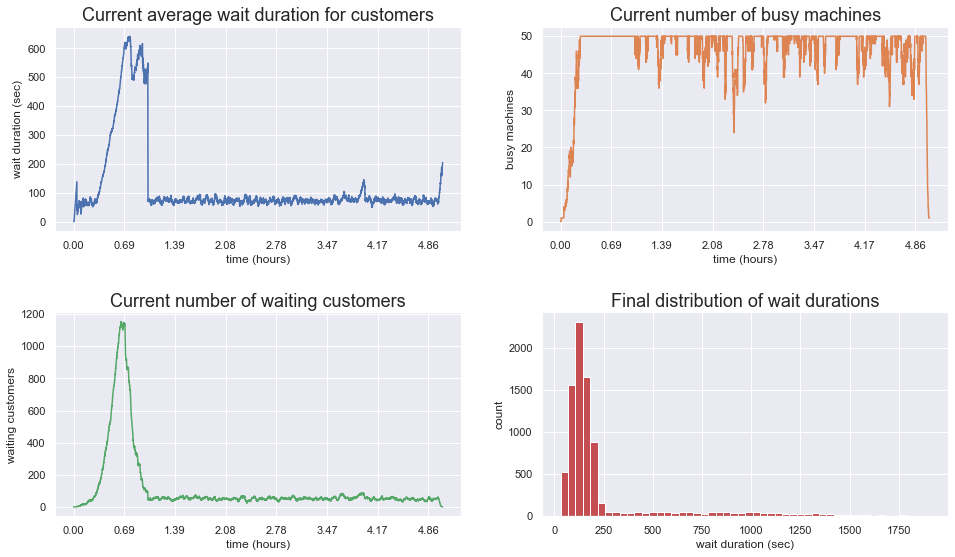 Current average wait duration for customers
wait duration (sec)
600
500
400
300
200
100
0
0.00 0.69 1.39 2.08 2.78 3.47 4.17 4.86
time (hours)
Current number of busy machines
busy machines
50
40
30
20
10
0
0.00 0.69 1.39 2.08 2.78 3.47 4.17 4.86
time (hours)
Current number of waiting customers
waiting customers
1200
1000
800
600
400
200
0
0.00 0.69 1.39 2.08 2.78 3.47 4.17 4.86
time (hours)
Final distribution of wait durations
count
2000
1500
1000
500
0
0 250 500 750 1000 1250 1500 1750
wait duration (sec)